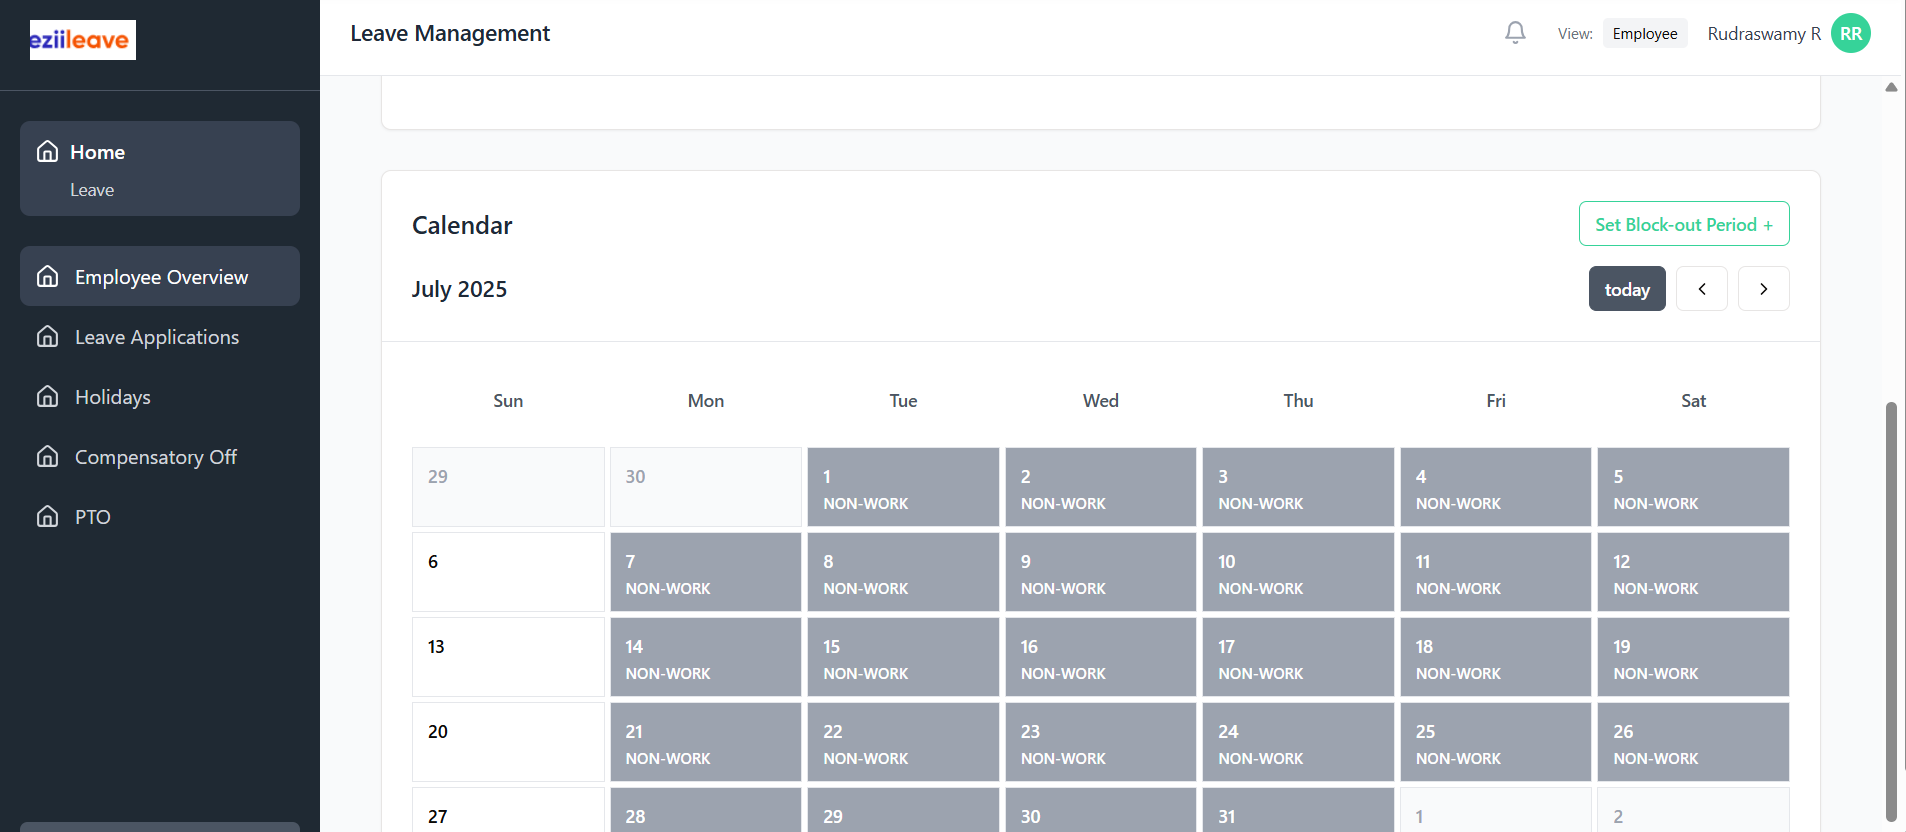 eziileave
Leave Management
View: Employee Rudraswamy R RR
Home
Leave
Employee Overview
Leave Applications
Holidays
Compensatory Off
PTO
Calendar
Set Block-out Period +
July 2025
today < >
Sun Mon Tue Wed Thu Fri Sat
29 30 1 2 3 4 5
NON-WORK NON-WORK NON-WORK NON-WORK NON-WORK
6 7 8 9 10 11 12
NON-WORK NON-WORK NON-WORK NON-WORK NON-WORK NON-WORK
13 14 15 16 17 18 19
NON-WORK NON-WORK NON-WORK NON-WORK NON-WORK NON-WORK
20 21 22 23 24 25 26
NON-WORK NON-WORK NON-WORK NON-WORK NON-WORK NON-WORK
27 28 29 30 31 1 2